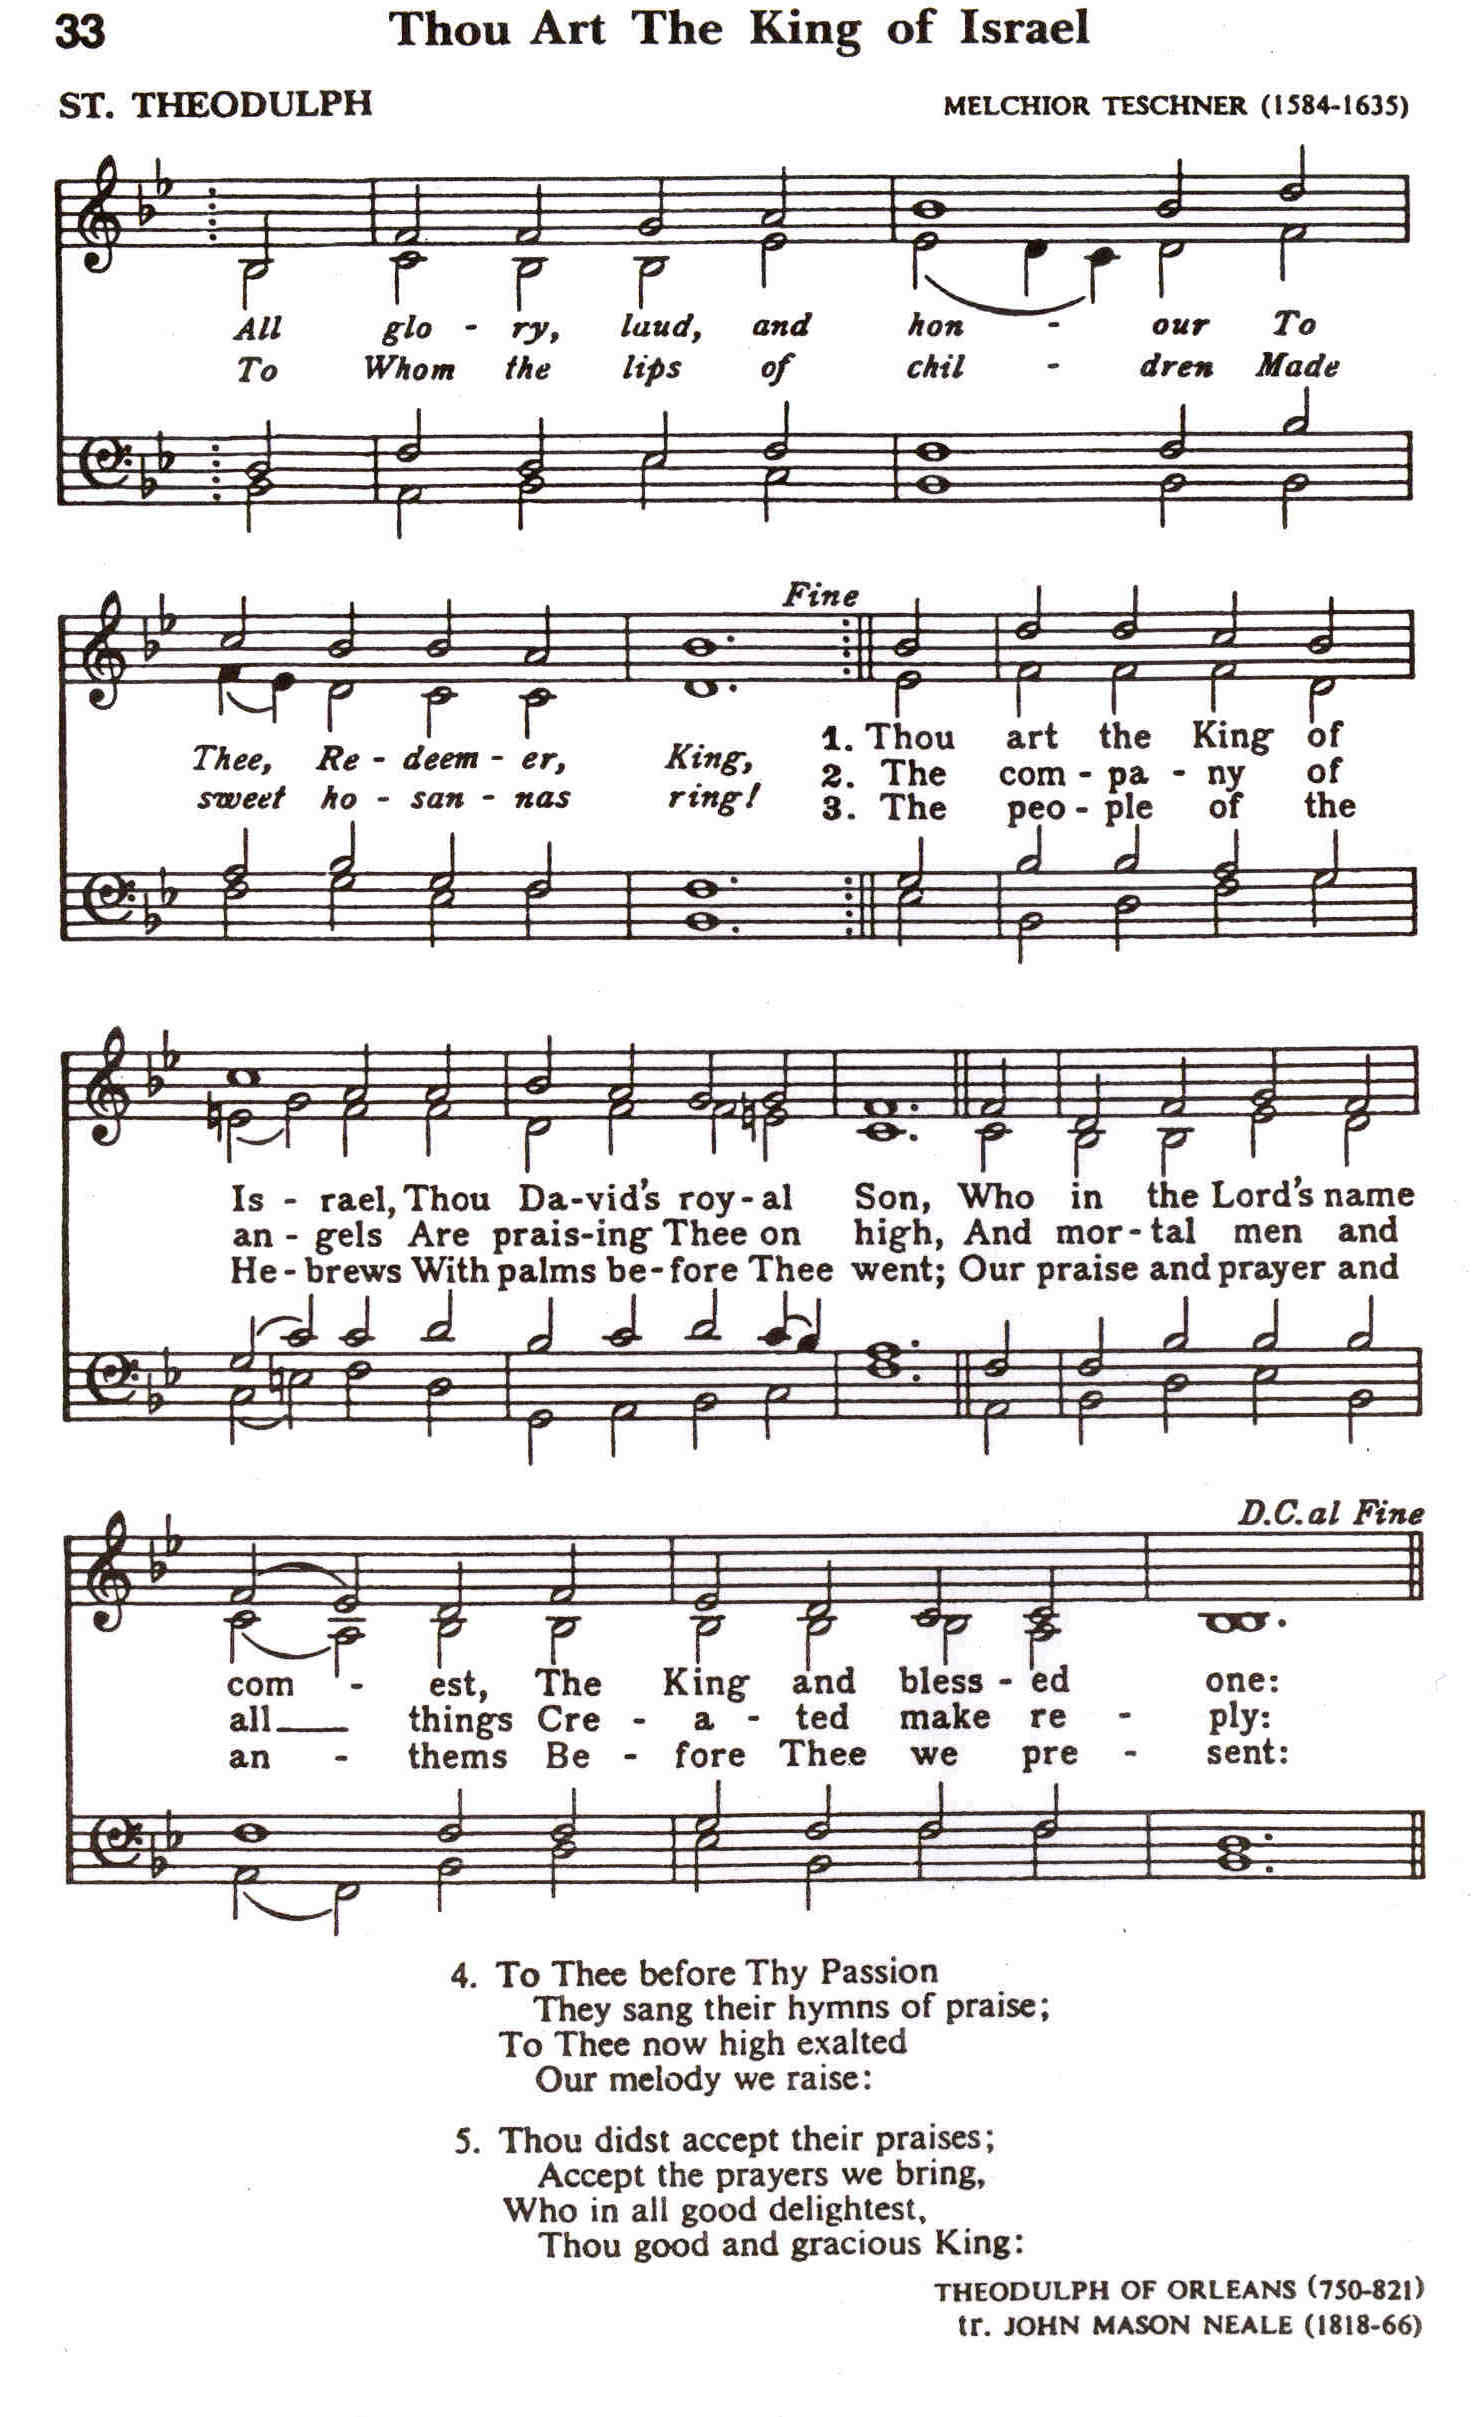 33 Thou Art The King of Israel
ST. THEODULPH MELCHIOR TESCHNER (1584-1635)
All glo - ry, laud, and hon - our To
To Whom the lips of chil - dren Made
Fine
Thee, Re - deem - er, King, 1. Thou art the King of
sweet ho - san - nas ring! 2. The com - pa - ny of
3. The peo - ple of the
Is - rael, Thou Da-vid's roy-al Son, Who in the Lord's name
an - gels Are prais-ing Thee on high, And mor-tal men and
He-brews With palms be-fore Thee went; Our praise and prayer and
D.C. al Fine
com - est, The King and bless - ed one:
all things Cre - a - ted make re - ply:
an - thems Be - fore Thee we pre - sent:
4. To Thee before Thy Passion
They sang their hymns of praise;
To Thee now high exalted
Our melody we raise:
5. Thou didst accept their praises;
Accept the prayers we bring,
Who in all good delightest,
Thou good and gracious King:
THEODULPH OF ORLEANS (750-821)
tr. JOHN MASON NEALE (1818-66)